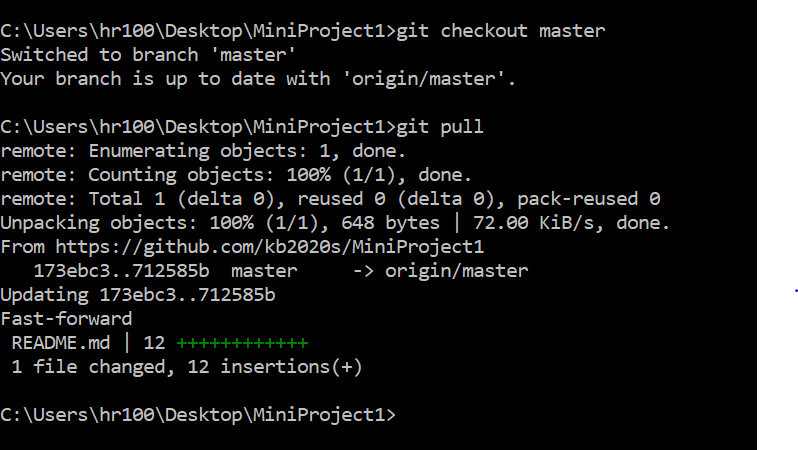 C:\Users\hr100\Desktop\MiniProject1>git checkout master
Switched to branch 'master'
Your branch is up to date with 'origin/master'.
C:\Users\hr100\Desktop\MiniProject1>git pull
remote: Enumerating objects: 1, done.
remote: Counting objects: 100% (1/1), done.
remote: Total 1 (delta 0), reused 0 (delta 0), pack-reused 0
Unpacking objects: 100% (1/1), 648 bytes | 72.00 KiB/s, done.
From https://github.com/kb2020s/MiniProject1
   173ebc3..712585b  master     -> origin/master
Updating 173ebc3..712585b
Fast-forward
 README.md | 12 ++++++++++++
 1 file changed, 12 insertions(+)
C:\Users\hr100\Desktop\MiniProject1>